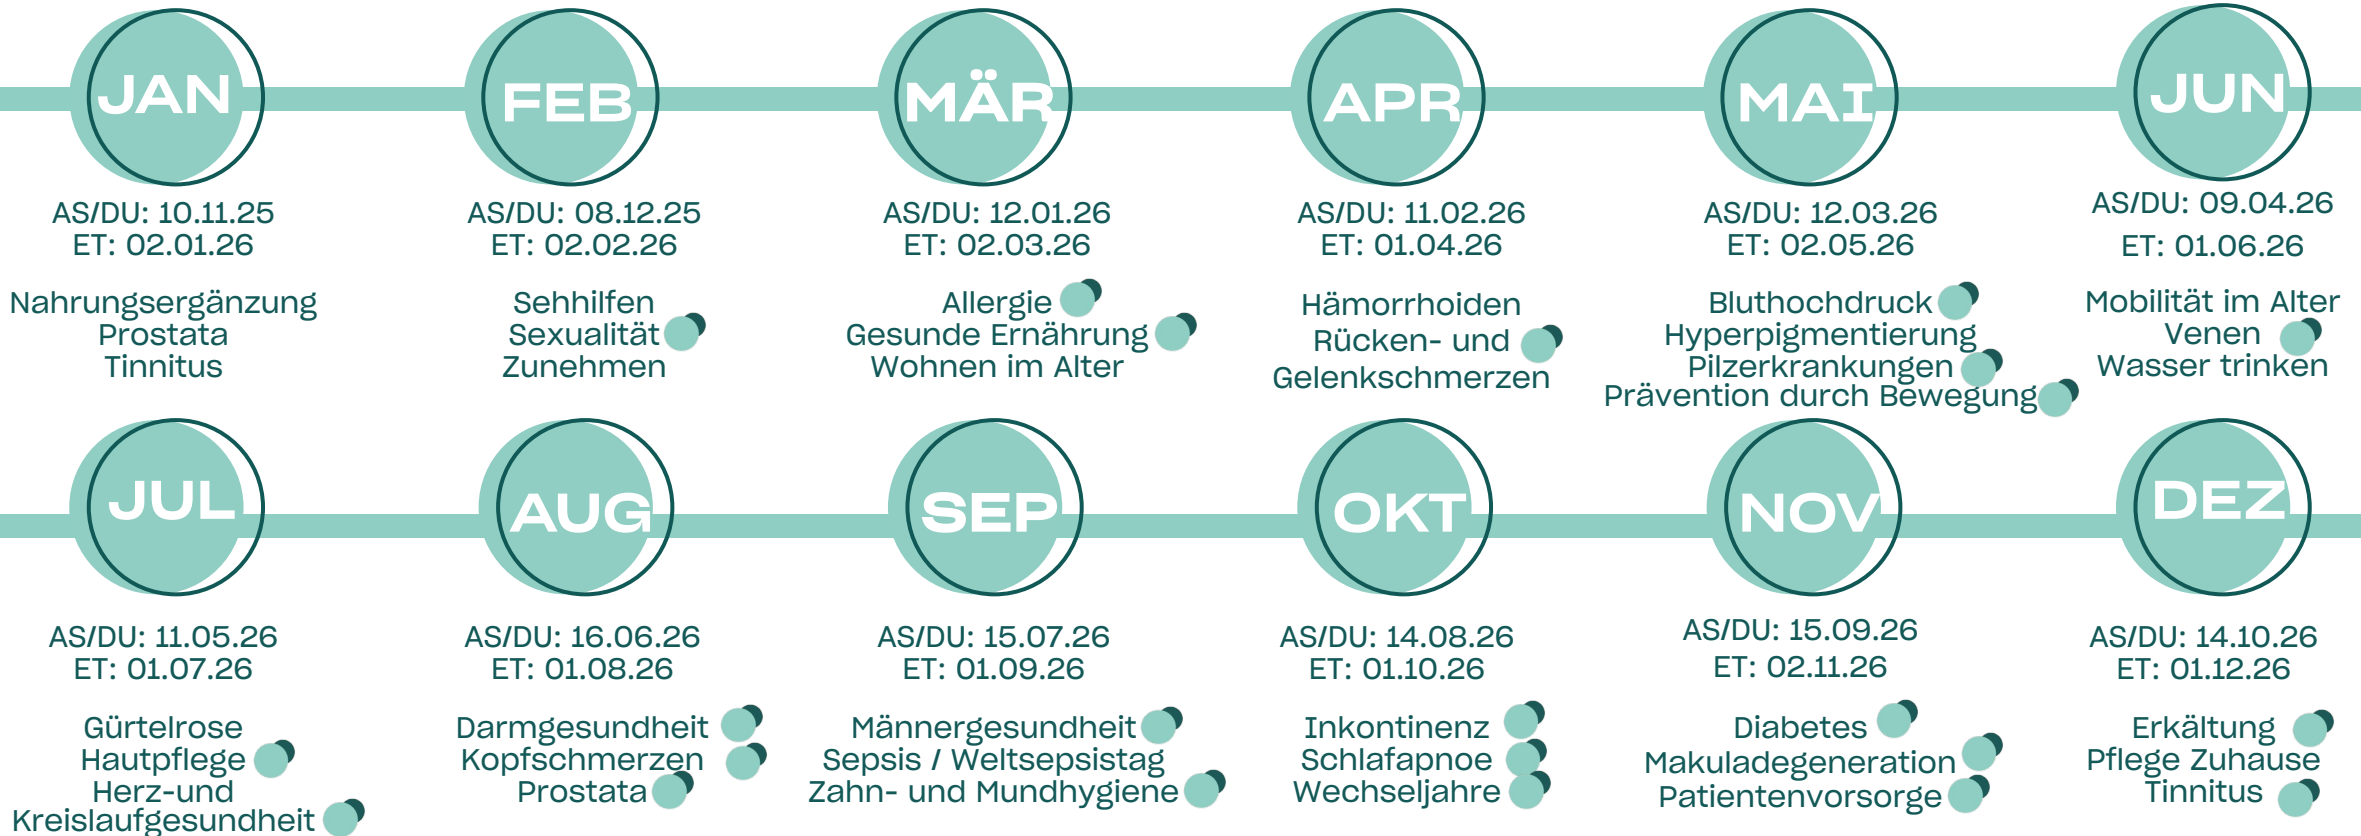 JAN
AS/DU: 10.11.25
ET: 02.01.26
Nahrungsergänzung
Prostata
Tinnitus
FEB
AS/DU: 08.12.25
ET: 02.02.26
Sehhilfen
Sexualität
Zunehmen
MÄR
AS/DU: 12.01.26
ET: 02.03.26
Allergie
Gesunde Ernährung
Wohnen im Alter
APR
AS/DU: 11.02.26
ET: 01.04.26
Hämorrhoiden
Rücken- und
Gelenkschmerzen
MAI
AS/DU: 12.03.26
ET: 02.05.26
Bluthochdruck
Hyperpigmentierung
Pilzerkrankungen
Prävention durch Bewegung
JUN
AS/DU: 09.04.26
ET: 01.06.26
Mobilität im Alter
Venen
Wasser trinken
JUL
AS/DU: 11.05.26
ET: 01.07.26
Gürtelrose
Hautpflege
Herz-und
Kreislaufgesundheit
AUG
AS/DU: 16.06.26
ET: 01.08.26
Darmgesundheit
Kopfschmerzen
Prostata
SEP
AS/DU: 15.07.26
ET: 01.09.26
Männergesundheit
Sepsis / Weltsepsistag
Zahn- und Mundhygiene
OKT
AS/DU: 14.08.26
ET: 01.10.26
Inkontinenz
Schlafapnoe
Wechseljahre
NOV
AS/DU: 15.09.26
ET: 02.11.26
Diabetes
Makuladegeneration
Patientenvorsorge
DEZ
AS/DU: 14.10.26
ET: 01.12.26
Erkältung
Pflege Zuhause
Tinnitus